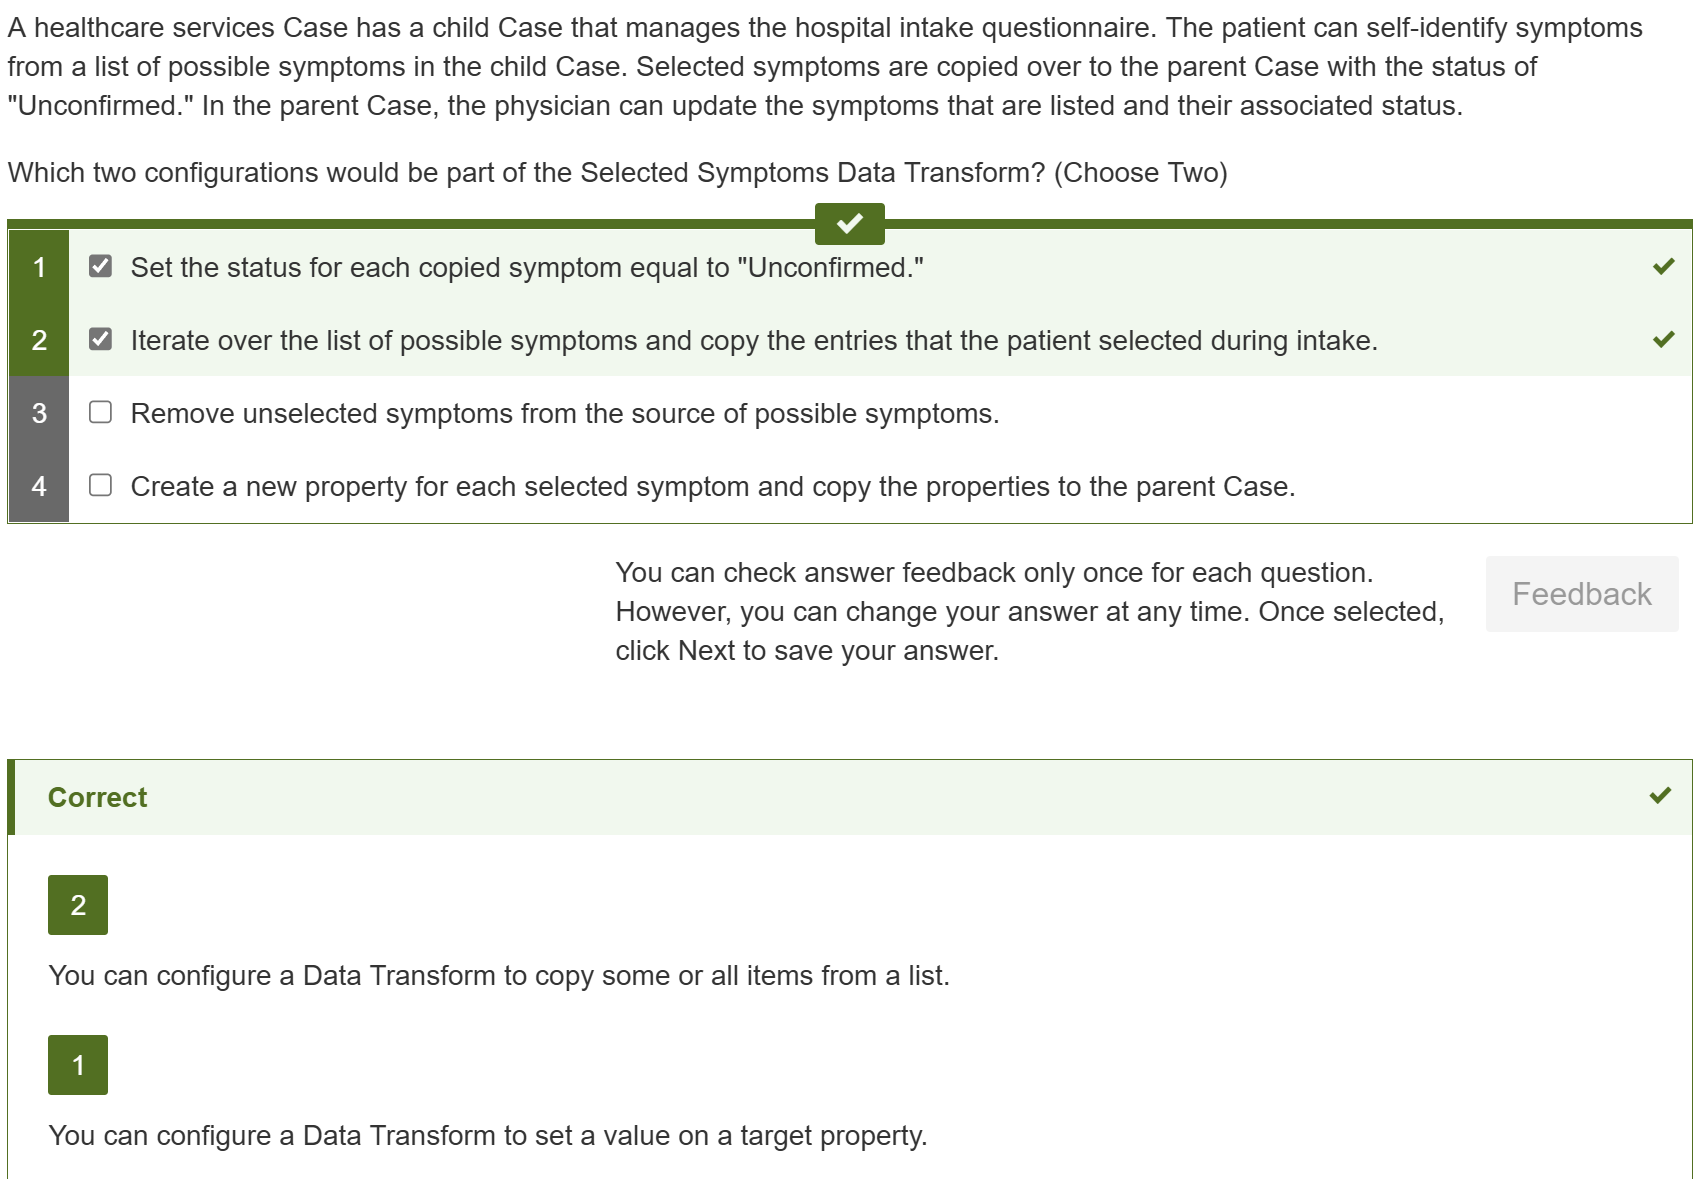 A healthcare services Case has a child Case that manages the hospital intake questionnaire. The patient can self-identify symptoms
from a list of possible symptoms in the child Case. Selected symptoms are copied over to the parent Case with the status of
"Unconfirmed." In the parent Case, the physician can update the symptoms that are listed and their associated status.
Which two configurations would be part of the Selected Symptoms Data Transform? (Choose Two)
1 Set the status for each copied symptom equal to "Unconfirmed."
2 Iterate over the list of possible symptoms and copy the entries that the patient selected during intake.
3 Remove unselected symptoms from the source of possible symptoms.
4 Create a new property for each selected symptom and copy the properties to the parent Case.
You can check answer feedback only once for each question.
However, you can change your answer at any time. Once selected,
click Next to save your answer.
Feedback
Correct
2
You can configure a Data Transform to copy some or all items from a list.
1
You can configure a Data Transform to set a value on a target property.